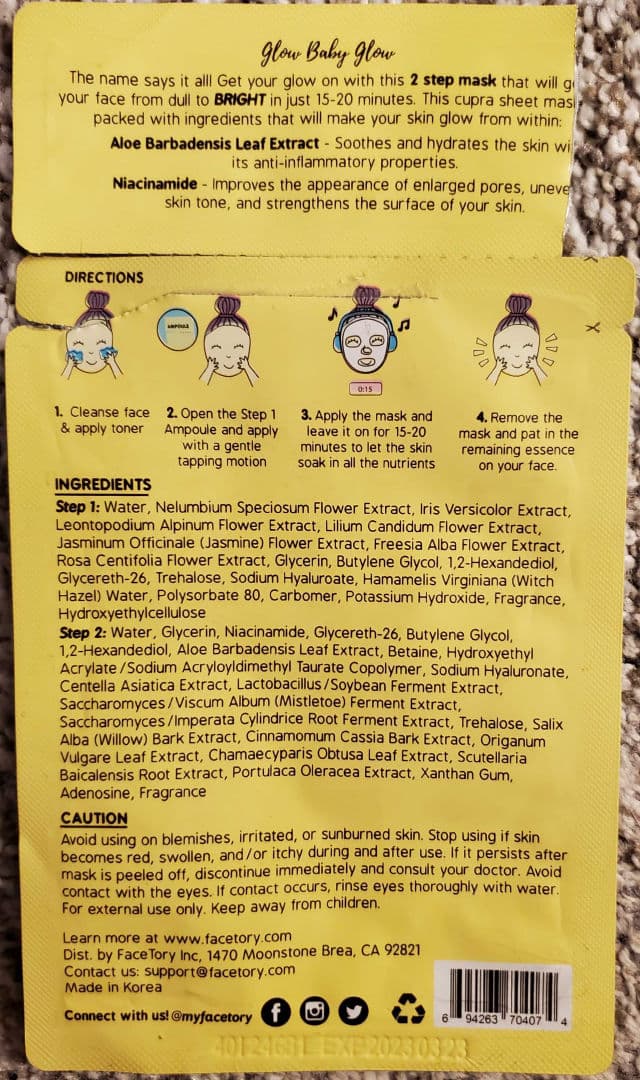 Glow Baby Glow
The name says it all! Get your glow on with this 2 step mask that will
your face from dull to BRIGHT in just 15-20 minutes. This cupra sheet
packed with ingredients that will make your skin glow from within:
Aloe Barbadensis Leaf Extract - Soothes and hydrates the skin
its anti-inflammatory properties.
Niacinamide - Improves the appearance of enlarged pores,
skin tone, and strengthens the surface of your skin.
DIRECTIONS
AMPOULE
0:15
1. Cleanse face
& apply toner
2. Open the Step 1
Ampoule and apply
with a gentle
tapping motion
3. Apply the mask and
leave it on for 15-20
minutes to let the skin
soak in all the nutrients
4. Remove the
mask and pat in the
remaining essence
on your face.
INGREDIENTS
Step 1: Water, Nelumbium Speciosum Flower Extract, Iris Versicolor Extract,
Leontopodium Alpinum Flower Extract, Lilium Candidum Flower Extract,
Jasminum Officinale (Jasmine) Flower Extract, Freesia Alba Flower Extract,
Rosa Centifolia Flower Extract, Glycerin, Butylene Glycol, 1,2-Hexandediol,
Glycereth-26, Trehalose, Sodium Hyaluroate, Hamamelis Virginiana (Witch
Hazel) Water, Polysorbate 80, Carbomer, Potassium Hydroxide, Fragrance,
Hydroxyethylcellulose
Step 2: Water, Glycerin, Niacinamide, Glycereth-26, Butylene Glycol,
1,2-Hexandediol, Aloe Barbadensis Leaf Extract, Betaine, Hydroxyethyl
Acrylate/Sodium Acryloyldimethyl Taurate Copolymer, Sodium Hyaluronate,
Centella Asiatica Extract, Lactobacillus/Soybean Ferment Extract,
Saccharomyces/Viscum Album (Mistletoe) Ferment Extract,
Saccharomyces/Imperata Cylindrice Root Ferment Extract, Trehalose, Salix
Alba (Willow) Bark Extract, Cinnamomum Cassia Bark Extract, Origanum
Vulgare Leaf Extract, Chamaecyparis Obtusa Leaf Extract, Scutellaria
Baicalensis Root Extract, Portulaca Oleracea Extract, Xanthan Gum,
Adenosine, Fragrance
CAUTION
Avoid using on blemishes, irritated, or sunburned skin. Stop using if skin
becomes red, swollen, and/or itchy during and after use. If it persists after
mask is peeled off, discontinue immediately and consult your doctor. Avoid
contact with the eyes. If contact occurs, rinse eyes thoroughly with water.
For external use only. Keep away from children.
Learn more at www.facetory.com
Dist. by FaceTory Inc, 1470 Moonstone Brea, CA 92821
Contact us: support@facetory.com
Made in Korea
Connect with us! @myfacetory
6 94263 70407 4
EXP20230323